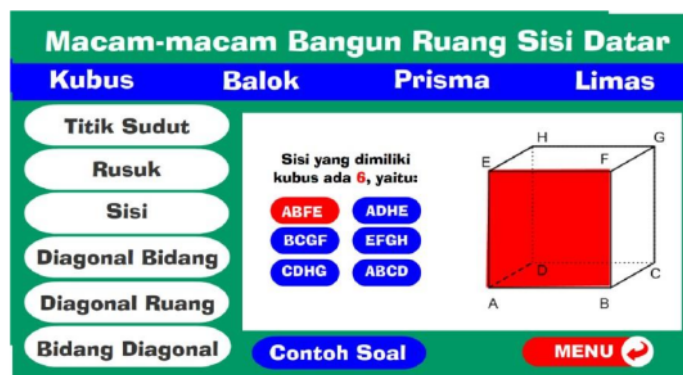 Macam-macam Bangun Ruang Sisi Datar
Kubus Balok Prisma Limas
Titik Sudut
Rusuk
Sisi
Diagonal Bidang
Diagonal Ruang
Bidang Diagonal
Sisi yang dimiliki
kubus ada 6, yaitu:
ABFE ADHE
BCGF EFGH
CDHG ABCD
H G
E F
D C
A B
Contoh Soal
MENU